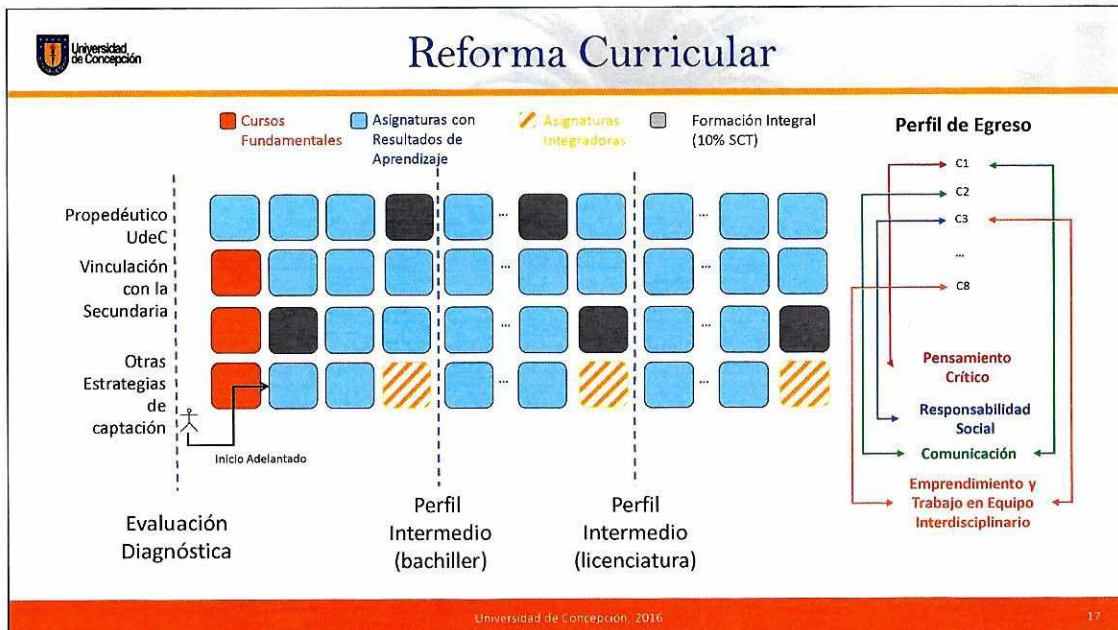 Universidad
de Concepción
Reforma Curricular
Cursos
Fundamentales
Asignaturas con
Resultados de
Aprendizaje
Asignaturas
Integradoras
Formación Integral
(10% SCT)
Perfil de Egreso
Propedéutico
UdeC
Vinculación
con la
Secundaria
Otras
Estrategias
de
captación
...
...
...
...
...
...
...
...
Inicio Adelantado
C1
C2
C3
...
C8
Pensamiento
Crítico
Responsabilidad
Social
Comunicación
Emprendimiento y
Trabajo en Equipo
Interdisciplinario
Evaluación
Diagnóstica
Perfil
Intermedio
(bachiller)
Perfil
Intermedio
(licenciatura)
Universidad de Concepción, 2016
17